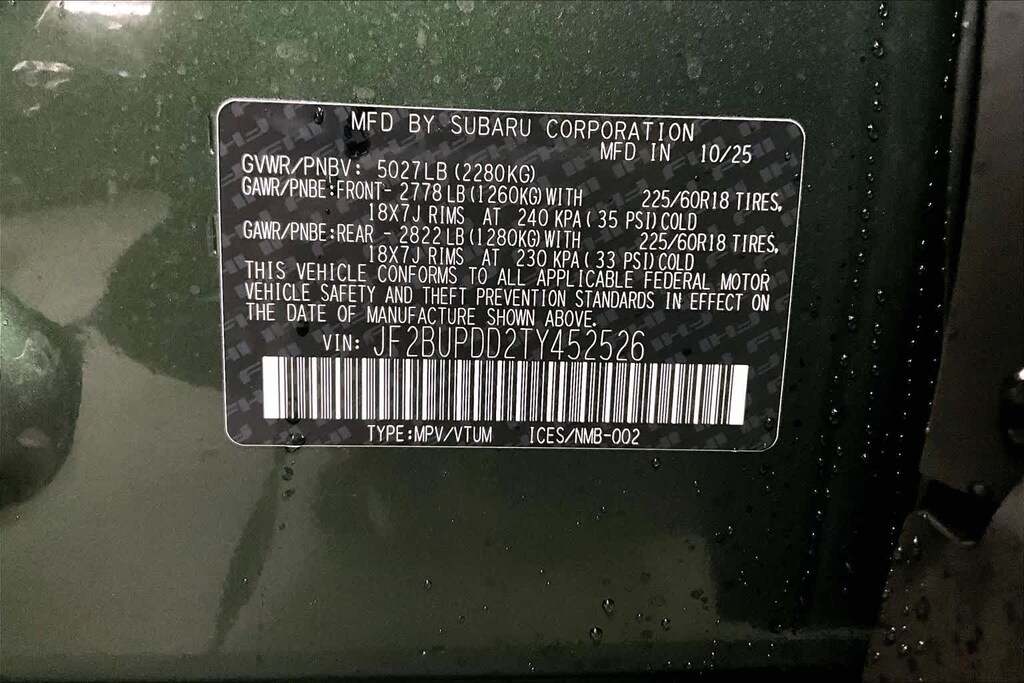 MFD BY SUBARU CORPORATION
MFD IN 10/25
GVWR/PNBV: 5027LB (2280KG)
GAWR/PNBE:FRONT- 2778 LB (1260KG) WITH 225/60R18 TIRES,
18X7J RIMS AT 240 KPA ( 35 PSI) COLD
GAWR/PNBE:REAR - 2822 LB (1280KG) WITH 225/60R18 TIRES,
18X7J RIMS AT 230 KPA ( 33 PSI) COLD
THIS VEHICLE CONFORMS TO ALL APPLICABLE FEDERAL MOTOR
VEHICLE SAFETY AND THEFT PREVENTION STANDARDS IN EFFECT ON
THE DATE OF MANUFACTURE SHOWN ABOVE.
VIN: JF2BUPDD2TY452526
TYPE:MPV/VTUM ICES/NMB-002